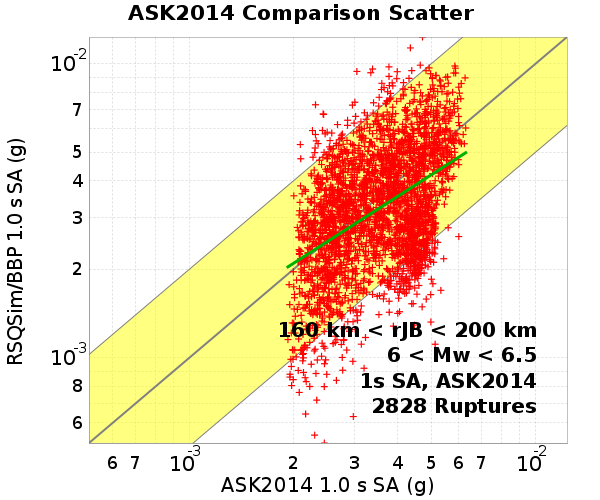 ASK2014 Comparison Scatter
RSQSim/BBP 1.0 s SA (g)
10-2
7
5
4
3
2
10-3
8
6
160 km < rJB < 200 km
6 < Mw < 6.5
1s SA, ASK2014
2828 Ruptures
6 7 10-3 2 3 4 5 6 7 10-2
ASK2014 1.0 s SA (g)